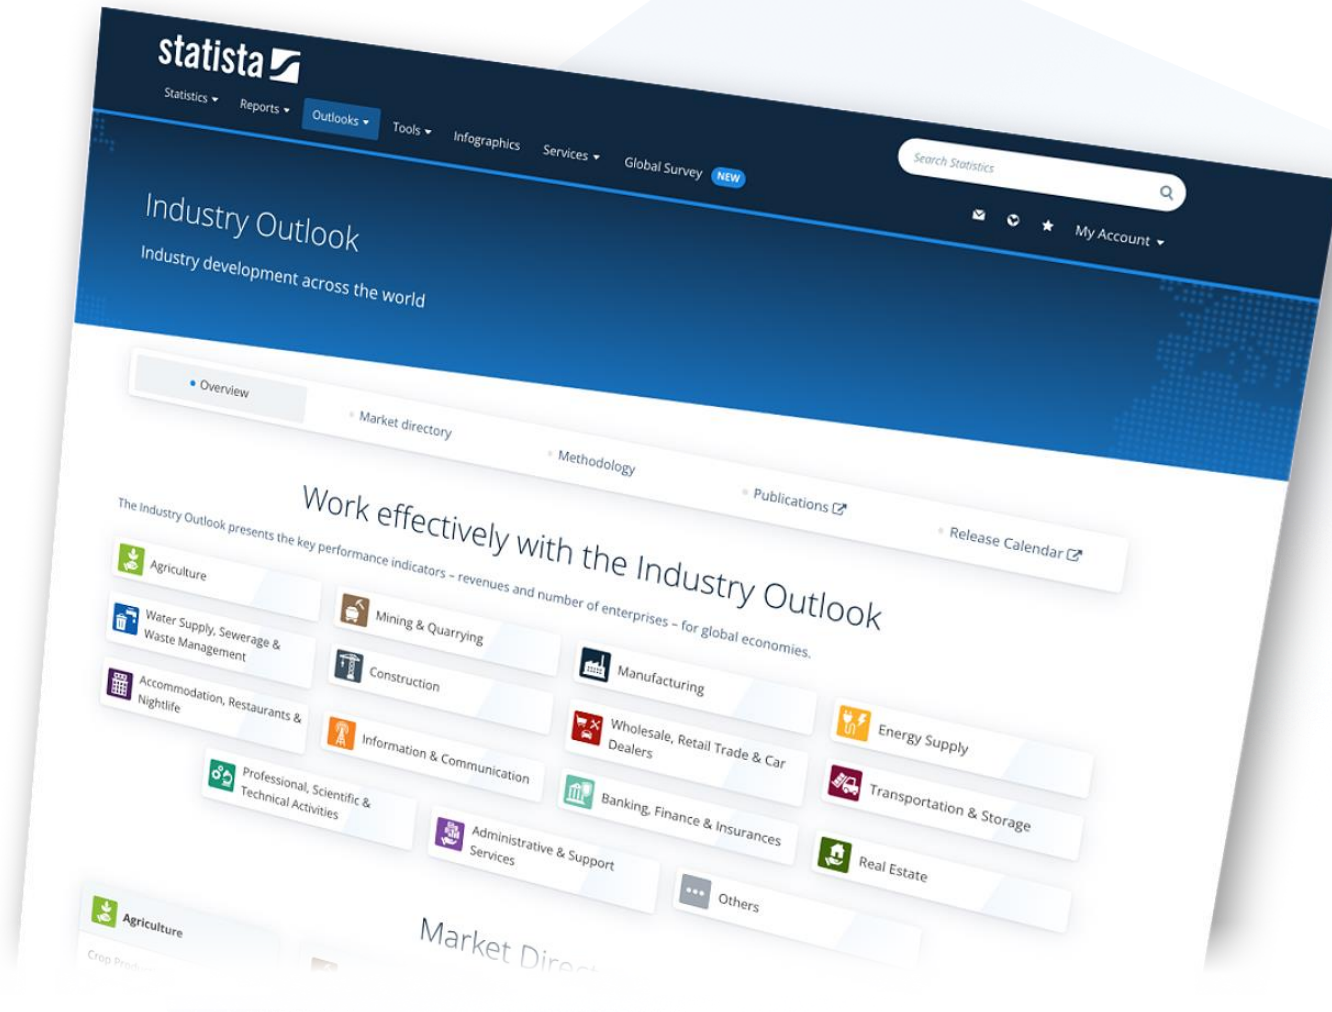 statista
Statistics
Reports
Outlooks
Tools
Infographics
Services
Global Survey NEW
Search Statistics
My Account
Industry Outlook
Industry development across the world
Overview
Market directory
Methodology
Publications
Release Calendar
Work effectively with the Industry Outlook
The Industry Outlook presents the key performance indicators – revenues and number of enterprises – for global economies.
Agriculture
Mining & Quarrying
Manufacturing
Energy Supply
Water Supply, Sewerage &
Waste Management
Construction
Wholesale, Retail Trade & Car
Dealers
Transportation & Storage
Accommodation, Restaurants &
Nightlife
Information & Communication
Banking, Finance & Insurances
Real Estate
Professional, Scientific &
Technical Activities
Administrative & Support
Services
Others
Market
Agriculture
Crop